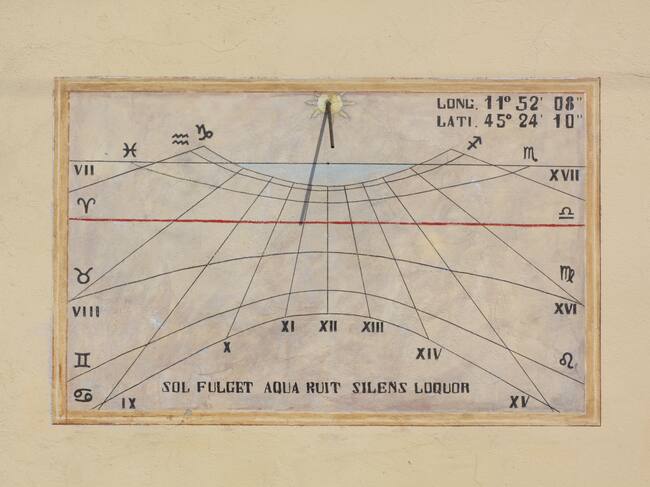 LONG. 11° 52' 08"
LATI. 45° 24' 10"
♓ ♒ ♑ ♐ ♏
VII XVII
♈ ♎
♉ ♍
VIII XVI
XI XII XIII
X XIV
♊ ♌
SOL FULGET AQUA RUIT SILENS LOQUOR
♋ IX XV